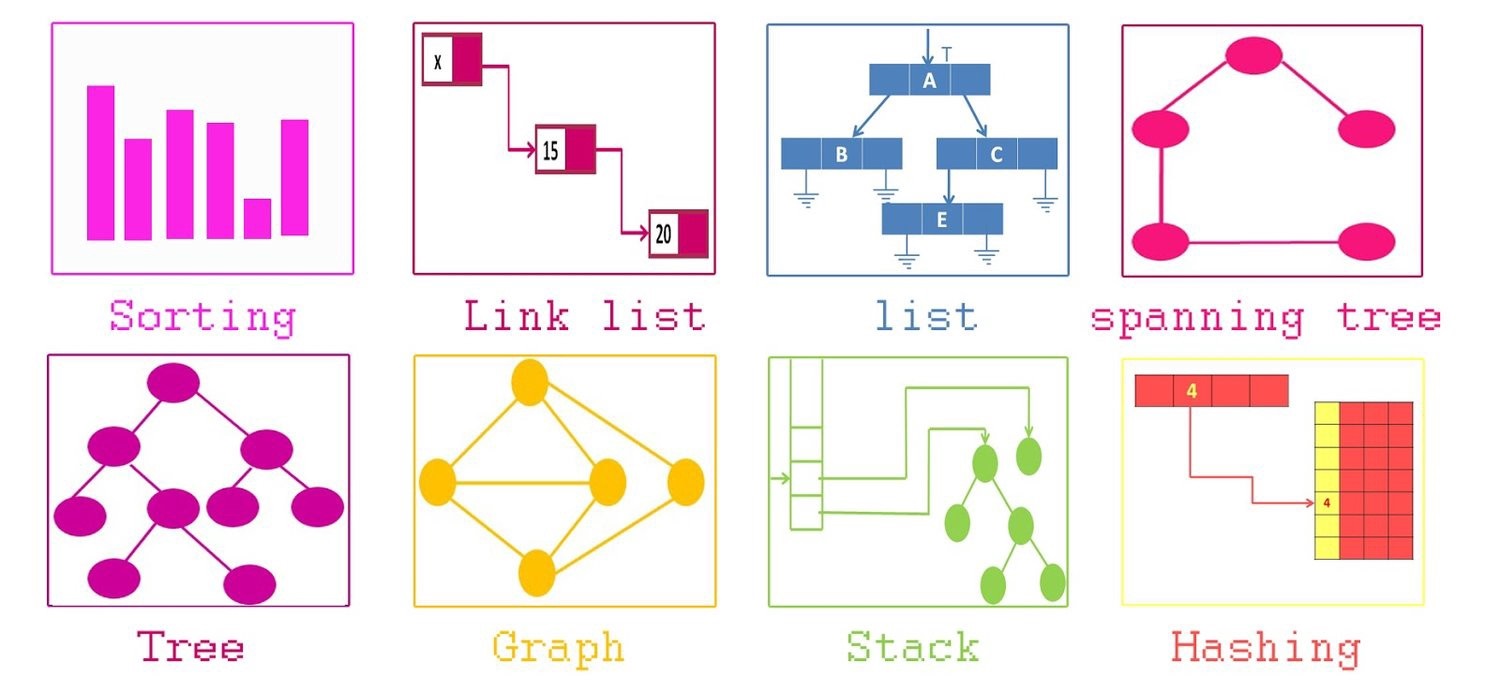 x
15
20
T
A
B
C
E
Sorting
Link list
list
spanning tree
4
4
Tree
Graph
Stack
Hashing